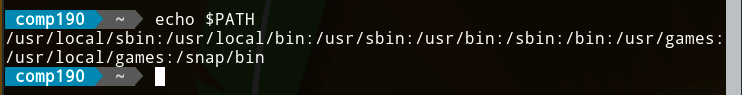 comp190 ~ echo $PATH
/usr/local/sbin:/usr/local/bin:/usr/sbin:/usr/bin:/sbin:/bin:/usr/games:
/usr/local/games:/snap/bin
comp190 ~